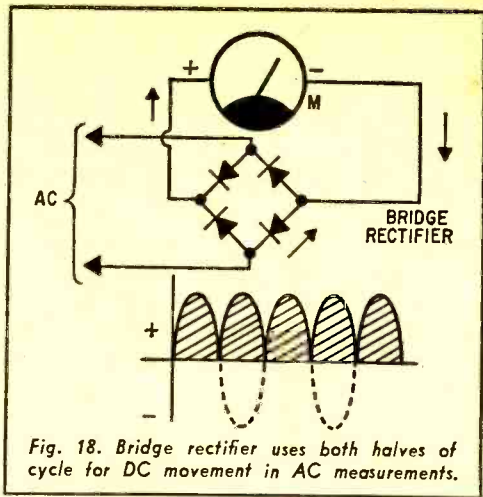 + −
M
AC
BRIDGE
RECTIFIER
+
−
Fig. 18. Bridge rectifier uses both halves of
cycle for DC movement in AC measurements.